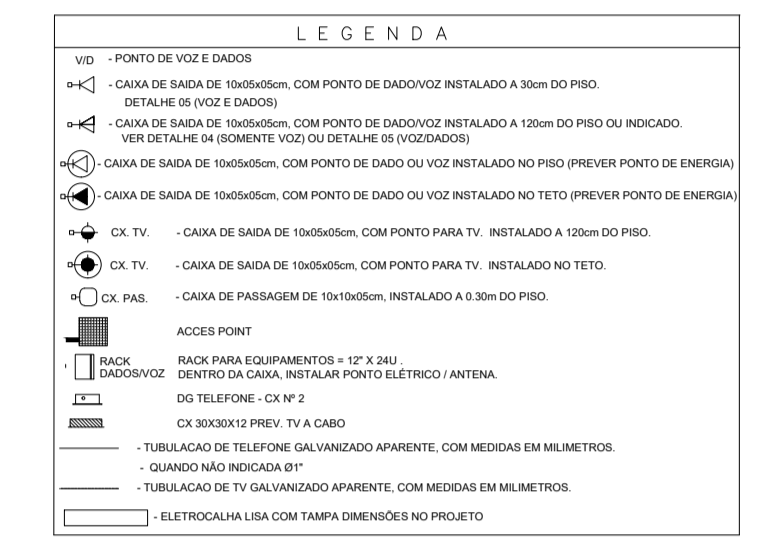 LEGENDA
V/D - PONTO DE VOZ E DADOS
- CAIXA DE SAIDA DE 10x05x05cm, COM PONTO DE DADO/VOZ INSTALADO A 30cm DO PISO.
DETALHE 05 (VOZ E DADOS)
- CAIXA DE SAIDA DE 10x05x05cm, COM PONTO DE DADO/VOZ INSTALADO A 120cm DO PISO OU INDICADO.
VER DETALHE 04 (SOMENTE VOZ) OU DETALHE 05 (VOZ/DADOS)
- CAIXA DE SAIDA DE 10x05x05cm, COM PONTO DE DADO OU VOZ INSTALADO NO PISO (PREVER PONTO DE ENERGIA)
- CAIXA DE SAIDA DE 10x05x05cm, COM PONTO DE DADO OU VOZ INSTALADO NO TETO (PREVER PONTO DE ENERGIA)
CX. TV. - CAIXA DE SAIDA DE 10x05x05cm, COM PONTO PARA TV. INSTALADO A 120cm DO PISO.
CX. TV. - CAIXA DE SAIDA DE 10x05x05cm, COM PONTO PARA TV. INSTALADO NO TETO.
CX. PAS. - CAIXA DE PASSAGEM DE 10x10x05cm, INSTALADO A 0.30m DO PISO.
ACCES POINT
RACK RACK PARA EQUIPAMENTOS = 12" X 24U .
DADOS/VOZ DENTRO DA CAIXA, INSTALAR PONTO ELÉTRICO / ANTENA.
DG TELEFONE - CX Nº 2
CX 30X30X12 PREV. TV A CABO
- TUBULACAO DE TELEFONE GALVANIZADO APARENTE, COM MEDIDAS EM MILIMETROS.
- QUANDO NÃO INDICADA Ø1"
- TUBULACAO DE TV GALVANIZADO APARENTE, COM MEDIDAS EM MILIMETROS.
- ELETROCALHA LISA COM TAMPA DIMENSÕES NO PROJETO